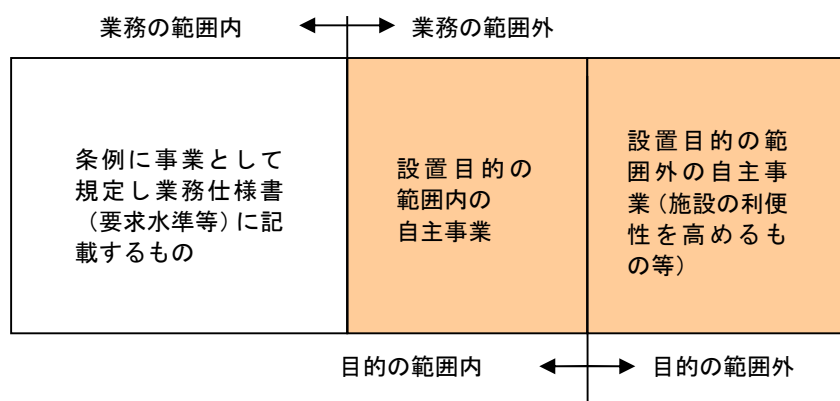 業務の範囲内
業務の範囲外
条例に事業として
規定し業務仕様書
（要求水準等）に記
載するもの
設置目的の
範囲内の
自主事業
設置目的の範
囲外の自主事
業（施設の利便
性を高めるも
の等）
目的の範囲内
目的の範囲外